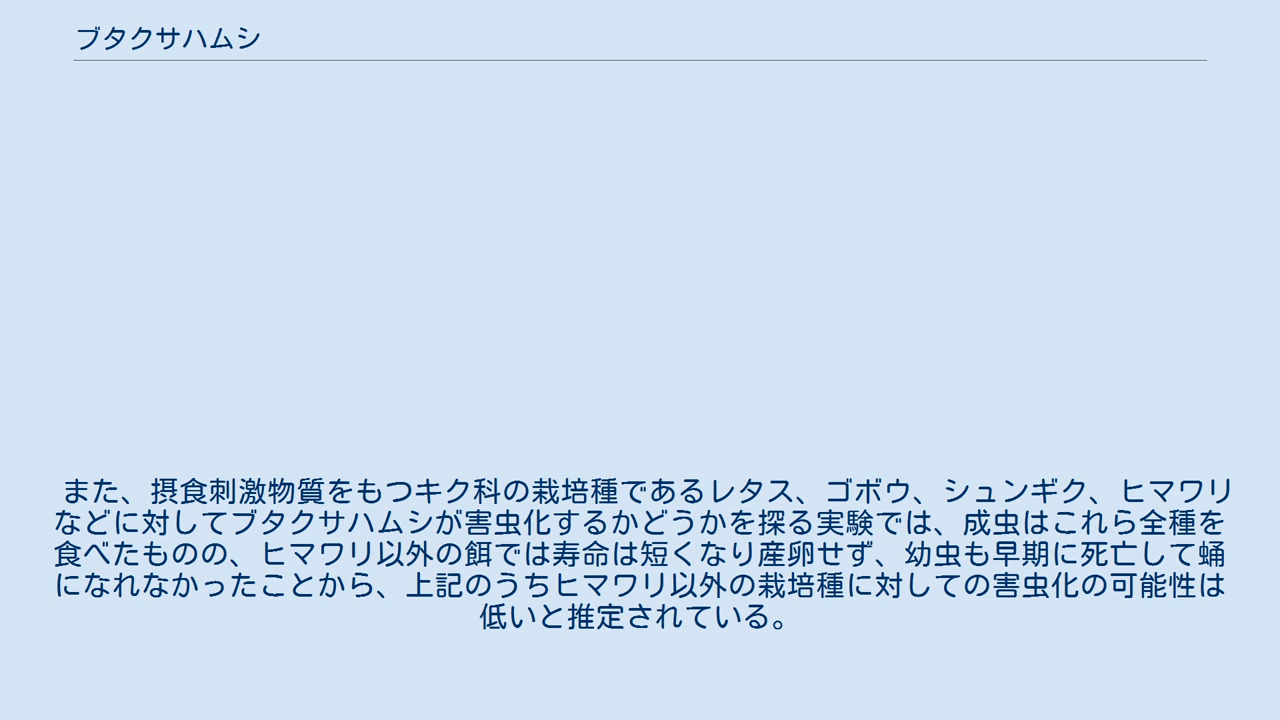 ブタクサハムシ
また、摂食刺激物質をもつキク科の栽培種であるレタス、ゴボウ、シュンギク、ヒマワリ
などに対してブタクサハムシが害虫化するかどうかを探る実験では、成虫はこれら全種を
食べたものの、ヒマワリ以外の餌では寿命は短くなり産卵せず、幼虫も早期に死亡して蛹
になれなかったことから、上記のうちヒマワリ以外の栽培種に対しての害虫化の可能性は
低いと推定されている。